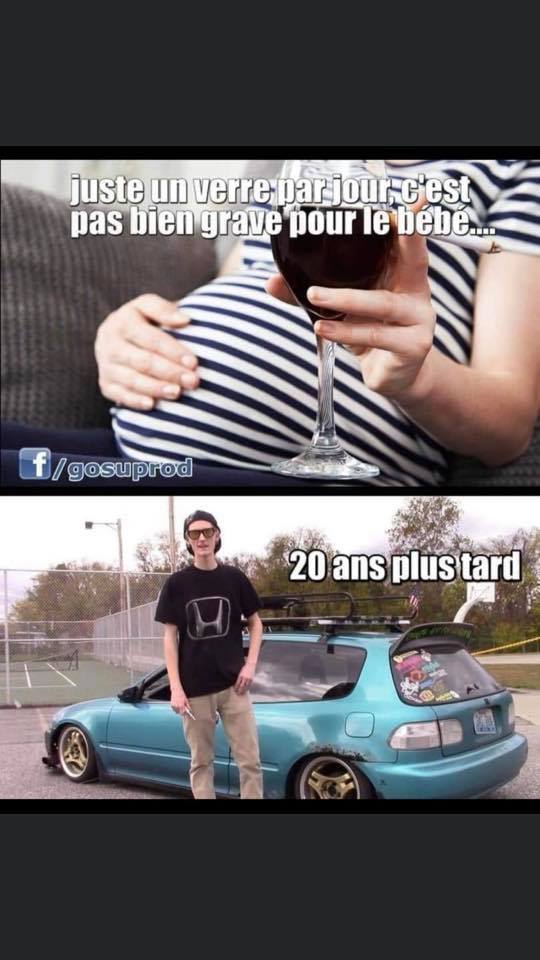 juste un verre par jour, c'est
pas bien grave pour le bébé....
f/gosuprod
20 ans plus tard